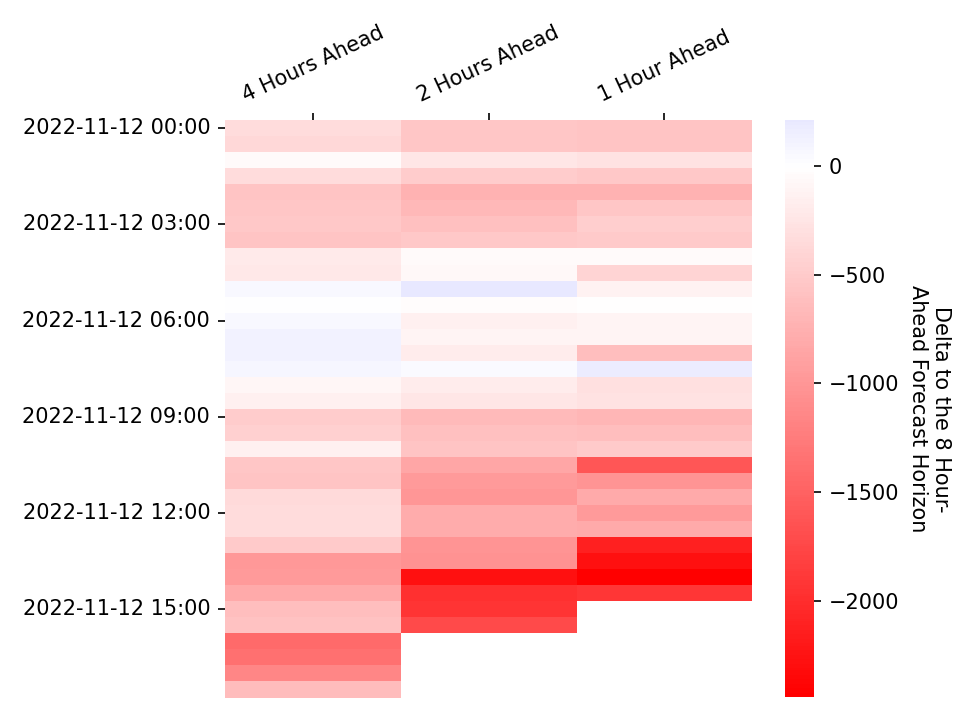 4 Hours Ahead
2 Hours Ahead
1 Hour Ahead
2022-11-12 00:00
2022-11-12 03:00
2022-11-12 06:00
2022-11-12 09:00
2022-11-12 12:00
2022-11-12 15:00
0
−500
−1000
−1500
−2000
Delta to the 8 Hour-
Ahead Forecast Horizon